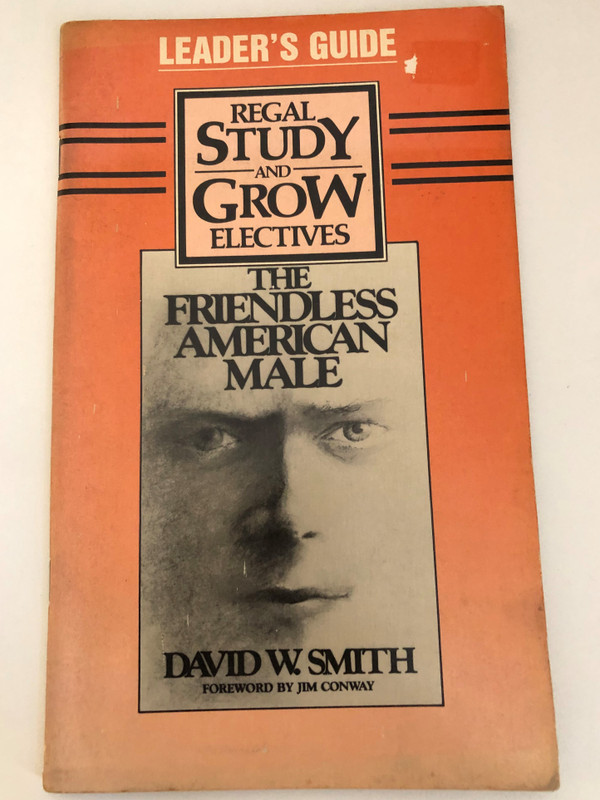 LEADER'S GUIDE
REGAL
STUDY
AND
GROW
ELECTIVES
THE
FRIENDLESS
AMERICAN
MALE
DAVID W. SMITH
FOREWORD BY JIM CONWAY